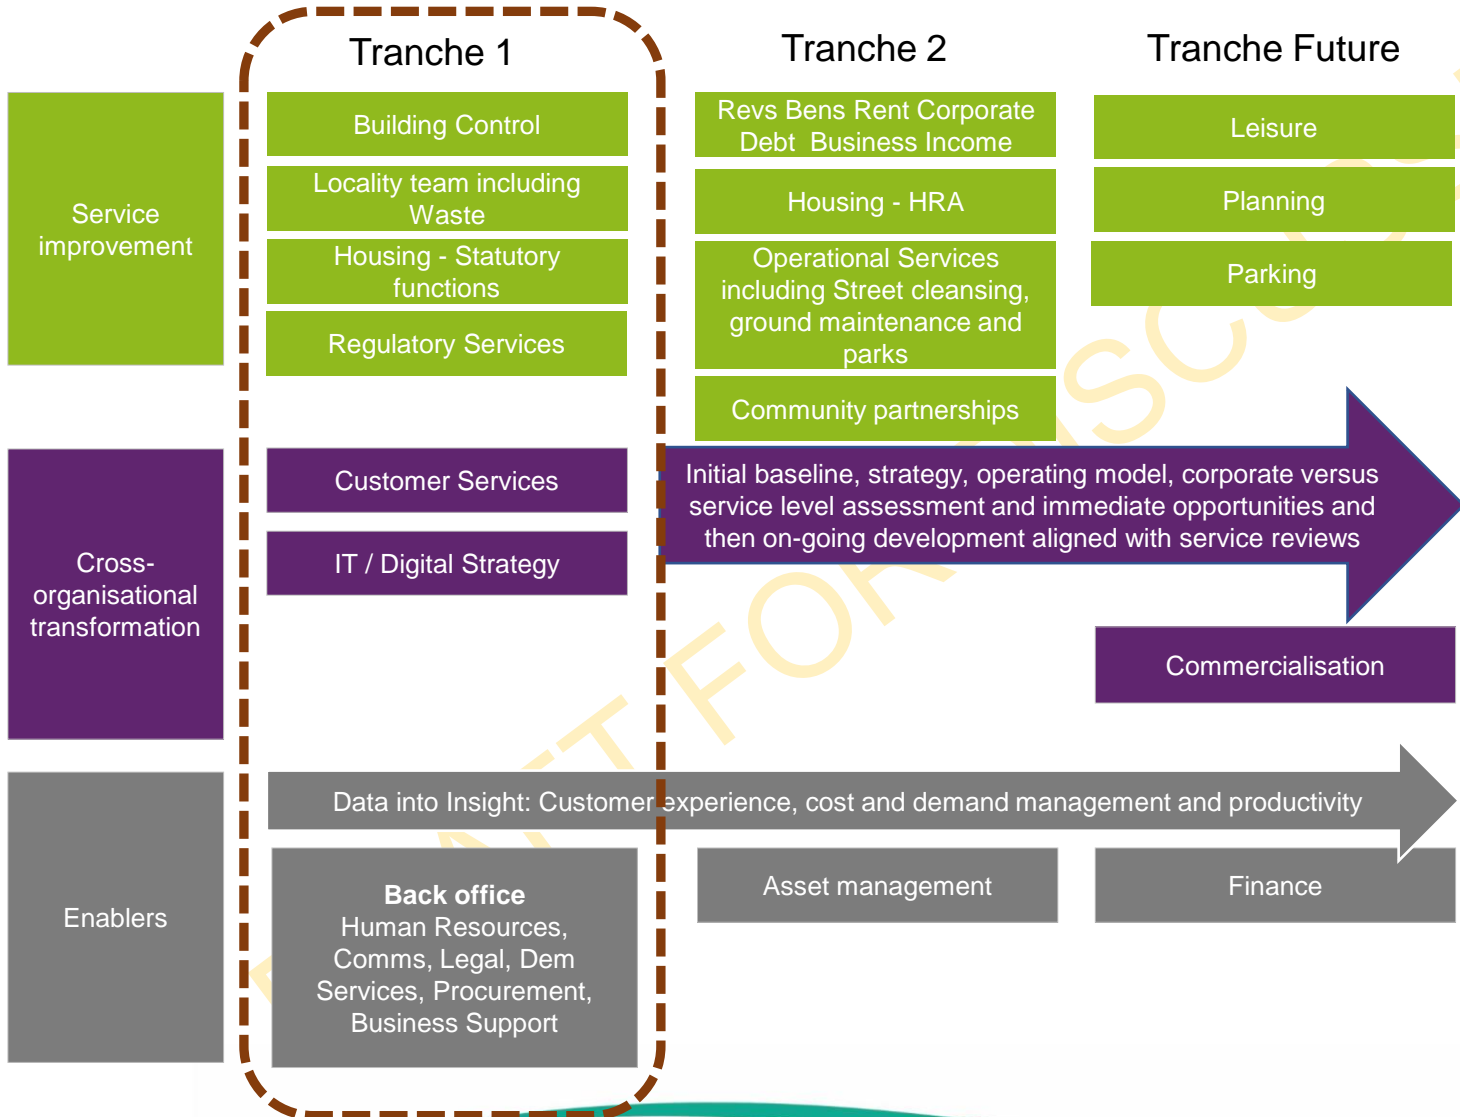 Tranche 1
Tranche 2
Tranche Future
Service
improvement
Building Control
Locality team including
Waste
Housing - Statutory
functions
Regulatory Services
Revs Bens Rent Corporate
Debt  Business Income
Housing - HRA
Operational Services
including Street cleansing,
ground maintenance and
parks
Community partnerships
Leisure
Planning
Parking
Cross-
organisational
transformation
Customer Services
IT / Digital Strategy
Initial baseline, strategy, operating model, corporate versus
service level assessment and immediate opportunities and
then on-going development aligned with service reviews
Commercialisation
Enablers
Data into Insight: Customer experience, cost and demand management and productivity
Back office
Human Resources,
Comms, Legal, Dem
Services, Procurement,
Business Support
Asset management
Finance
FOR